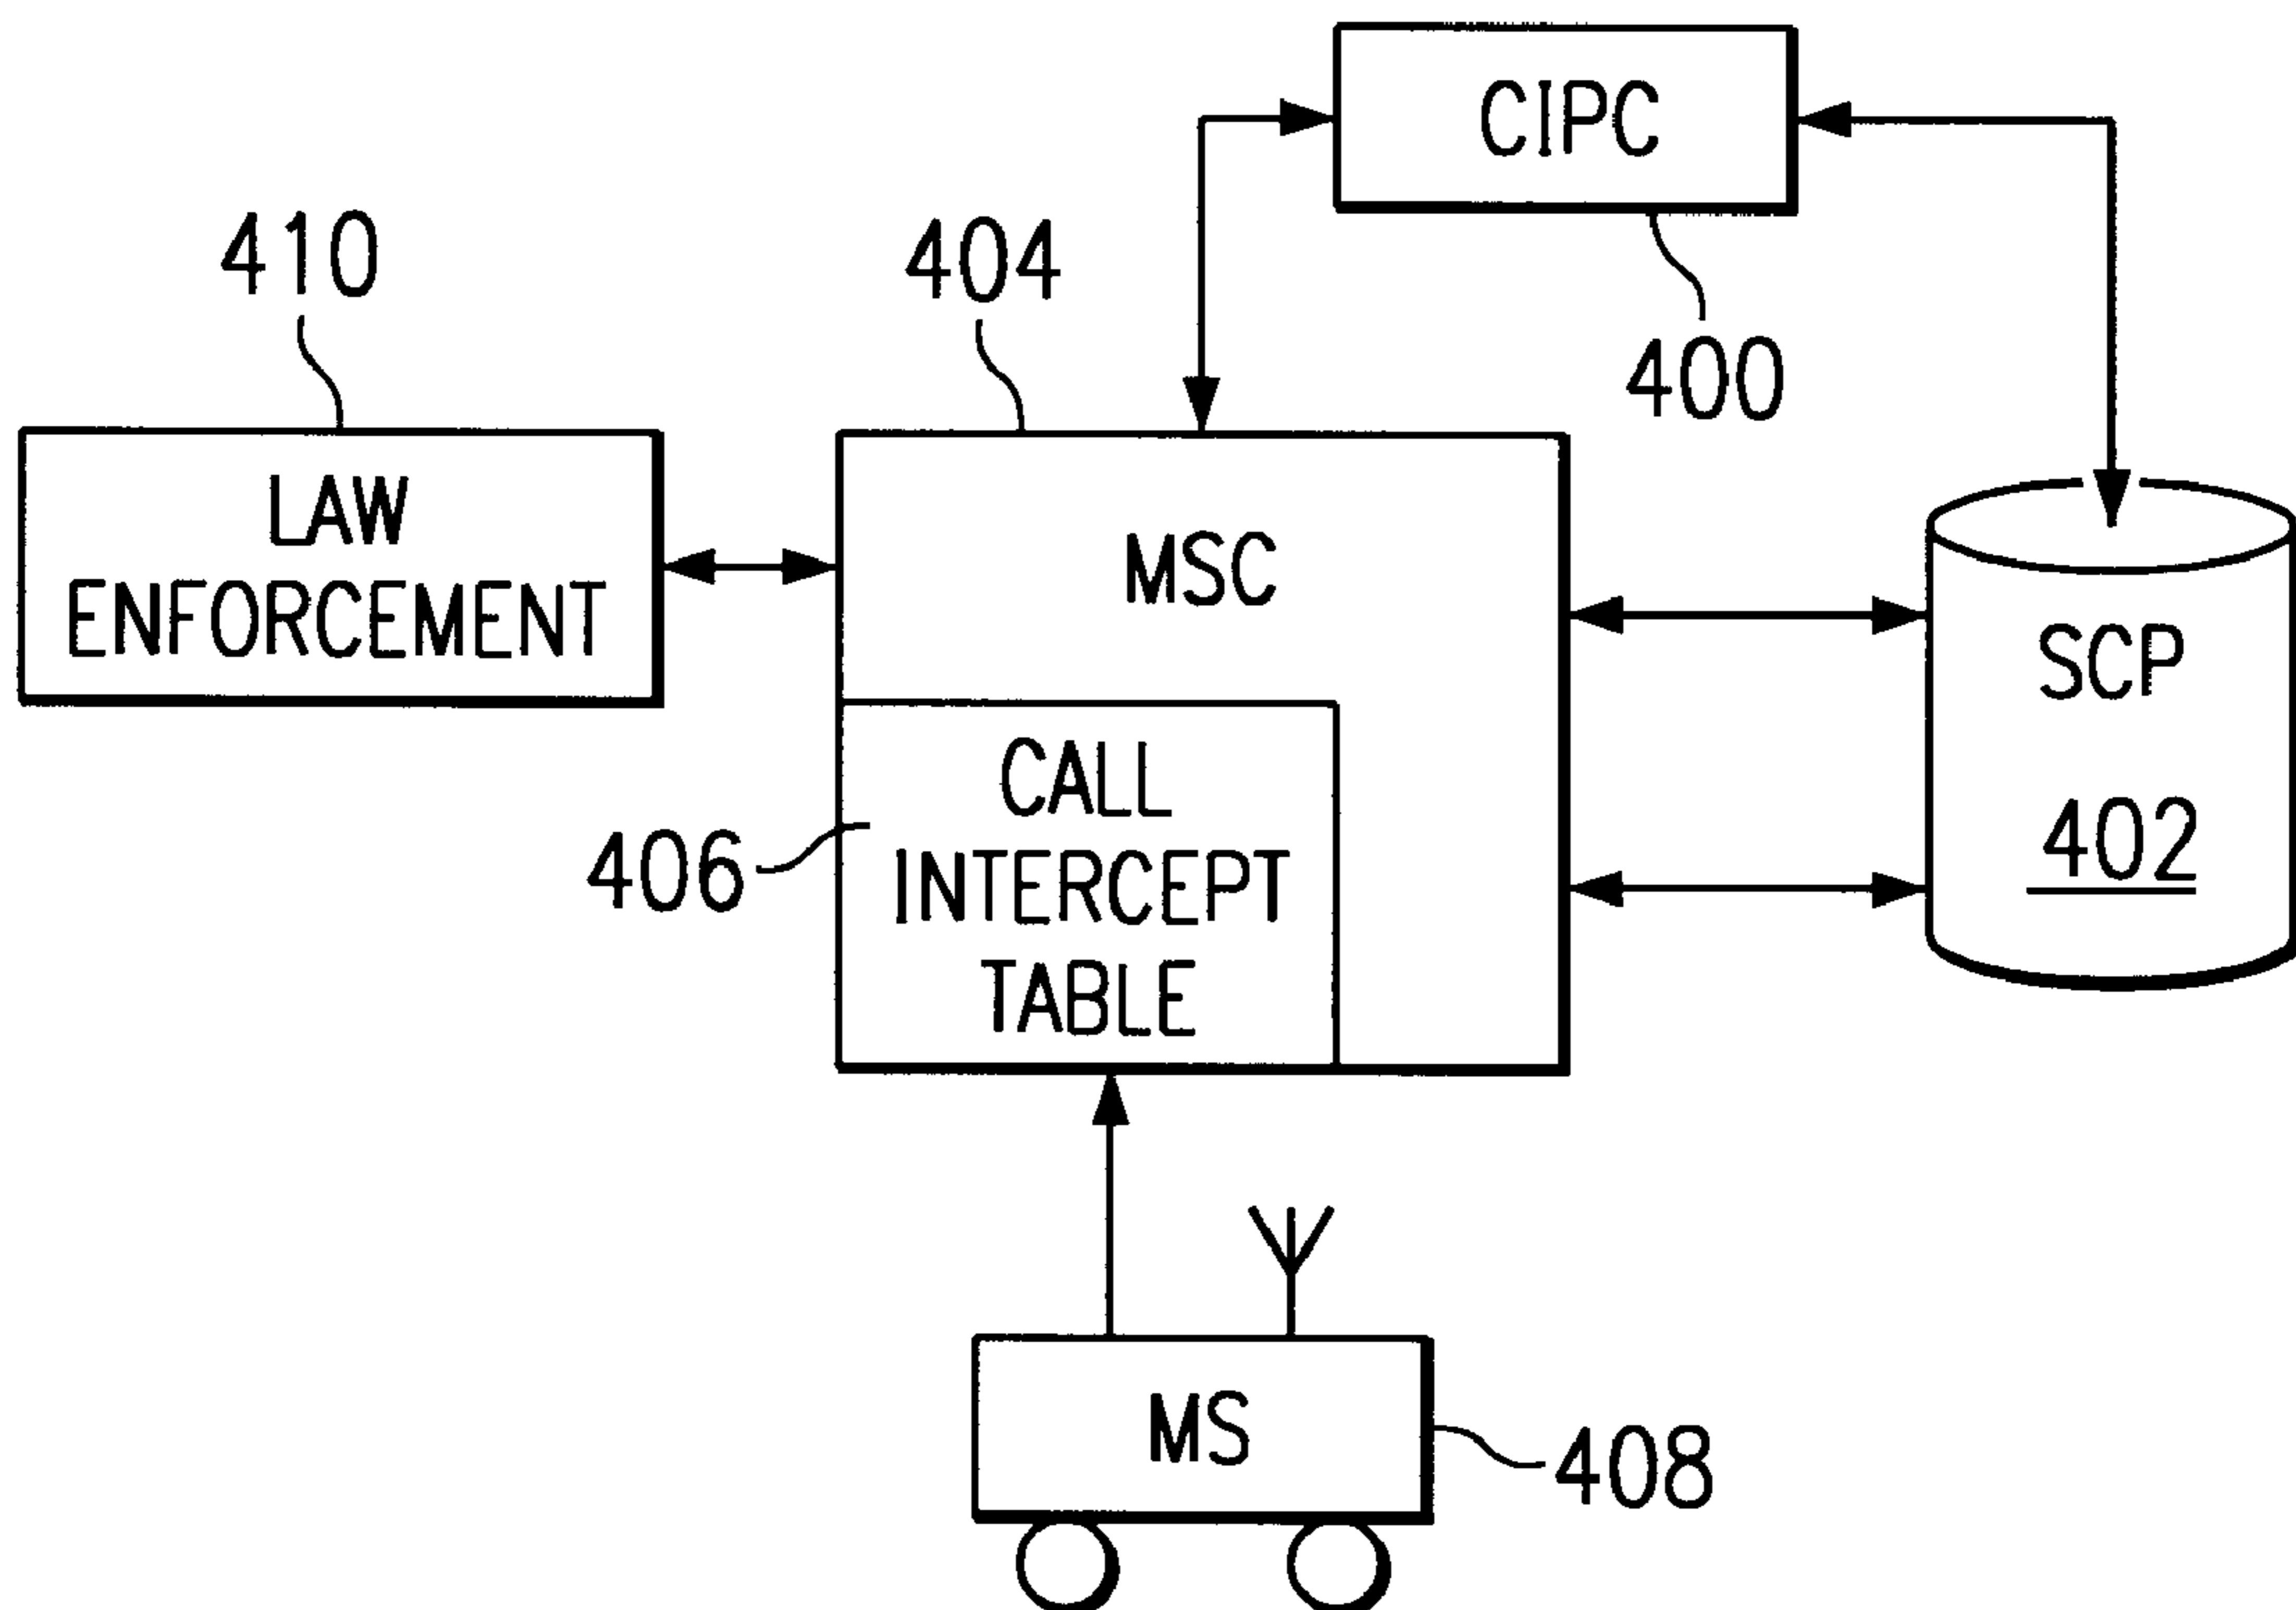 CIPC
400
410
404
LAW
ENFORCEMENT
MSC
SCP
402
CALL
INTERCEPT
TABLE
406
MS
408